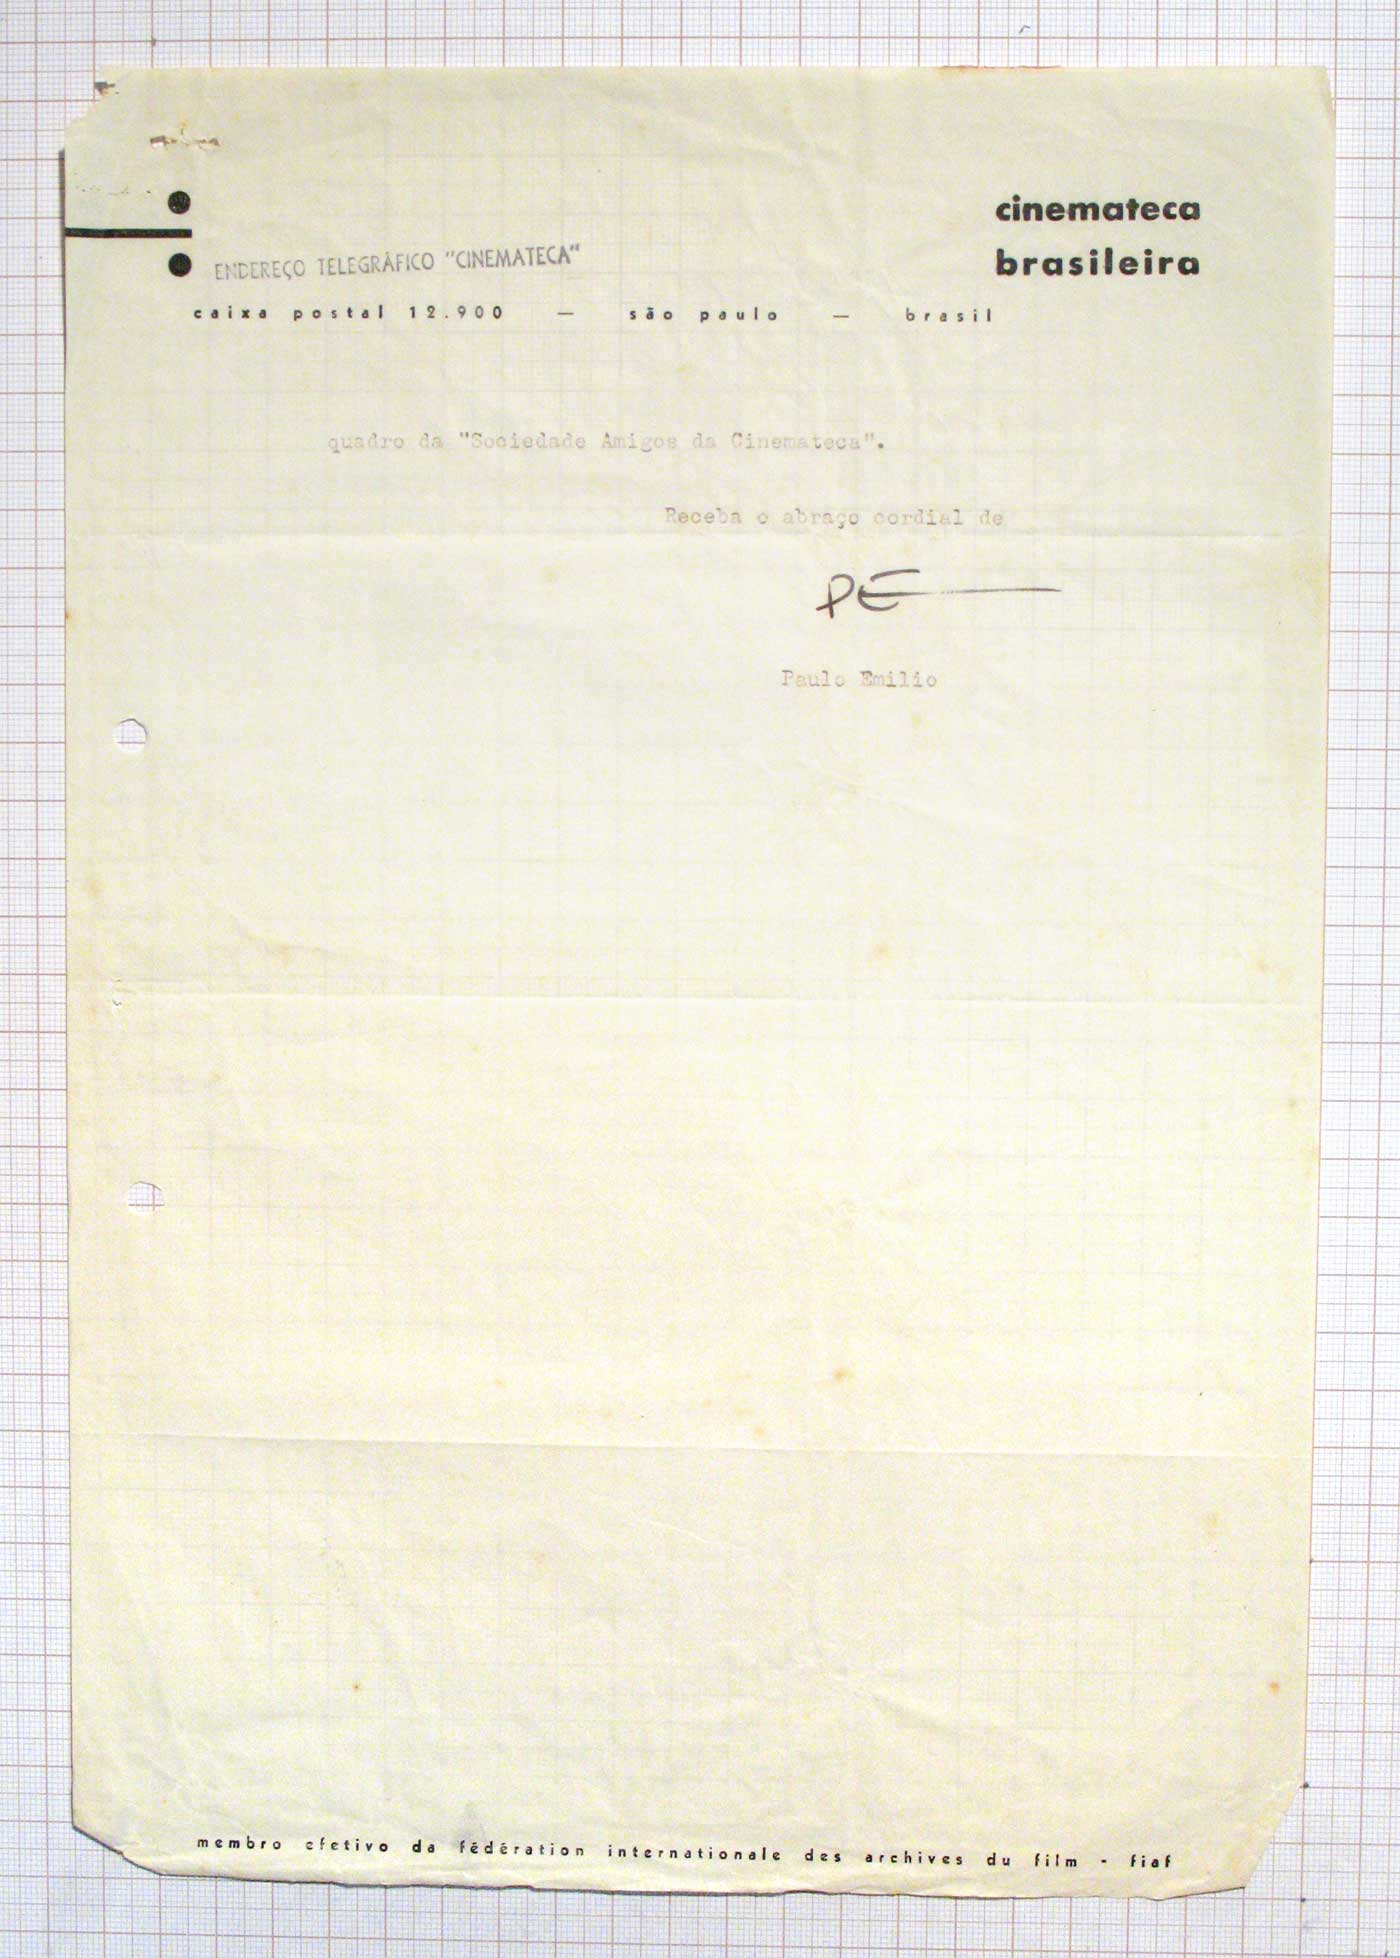 cinemateca
brasileira
ENDEREÇO TELEGRÁFICO "CINEMATECA"
caixa postal 12.900 — são paulo — brasil
quadro da "Sociedade Amigos da Cinemateca".
Receba o abraço cordial de
PE
Paulo Emilio
membro efetivo da fédération internationale des archives du film - fiaf